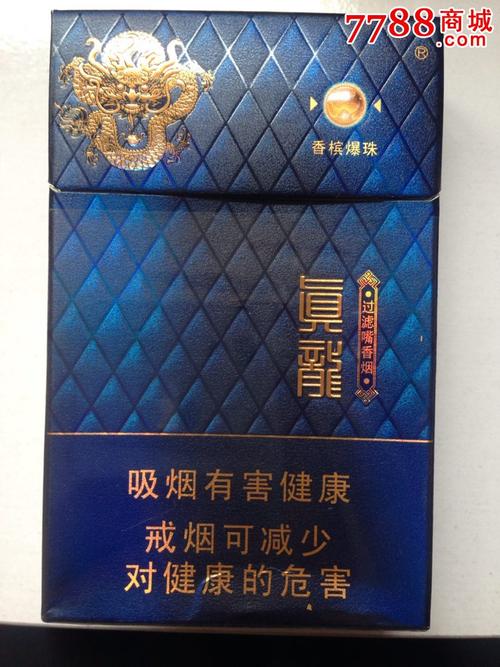 7788商城
®
香槟爆珠
真龍
过滤嘴香烟
吸烟有害健康
戒烟可减少
对健康的危害